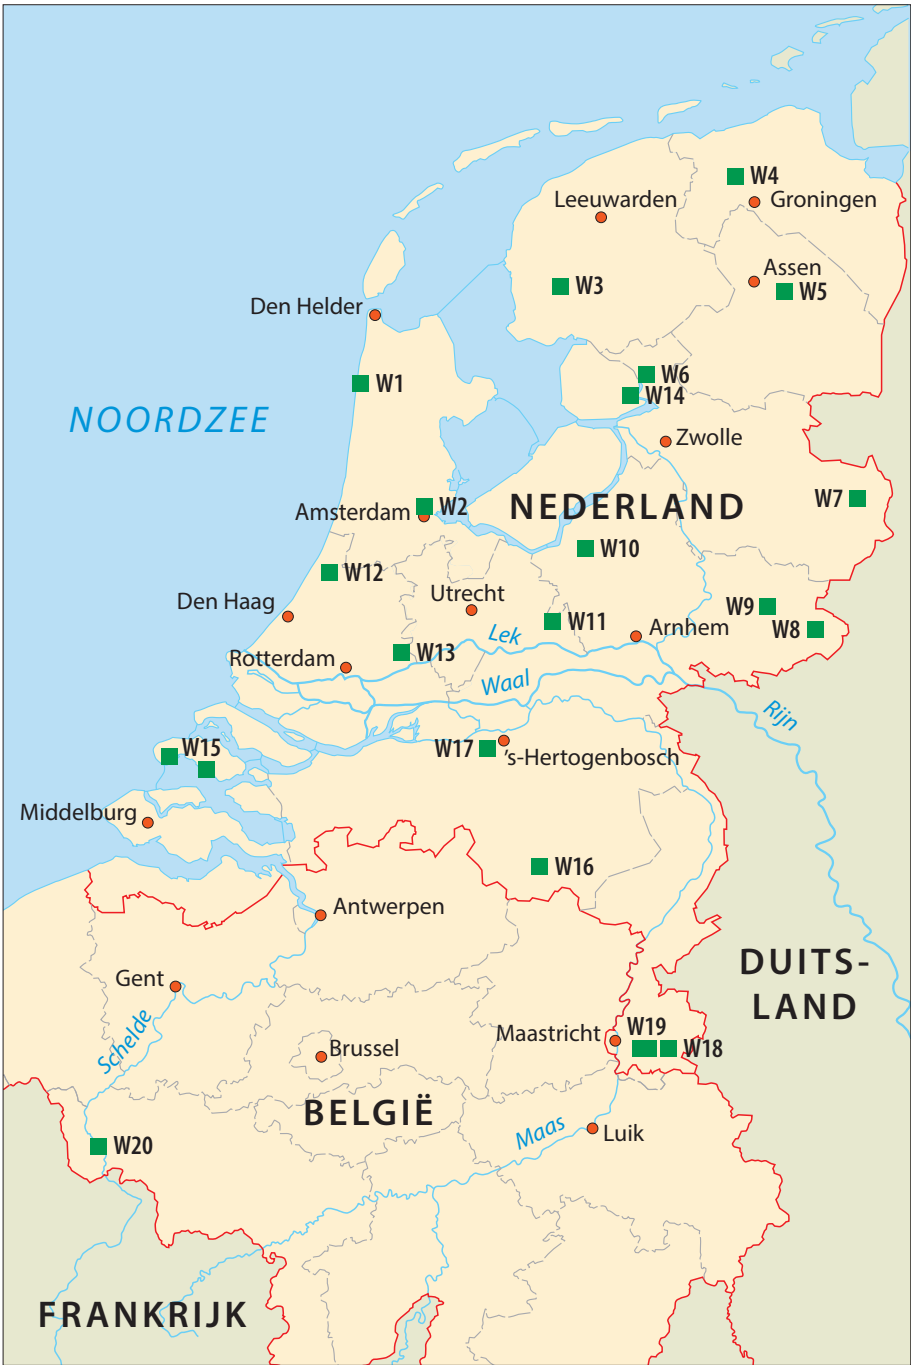 W4
Leeuwarden
Groningen
Assen
W3
W5
Den Helder
W6
W1
W14
NOORDZEE
Zwolle
W7
NEDERLAND
Amsterdam
W2
W10
W12
Utrecht
Den Haag
W9
W11
Arnhem
W8
Lek
Rotterdam
W13
Waal
Rijn
W15
W17
's-Hertogenbosch
Middelburg
W16
Antwerpen
DUITS-
LAND
Gent
Schelde
Maastricht
W19
W18
Brussel
BELGIË
Maas
Luik
W20
FRANKRIJK